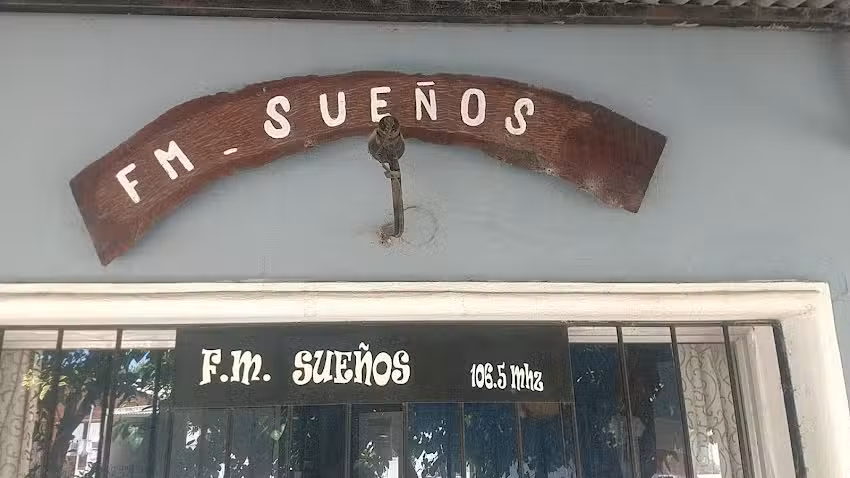 FM - SUEÑOS
F.M. SUEÑOS 106.5 Mhz